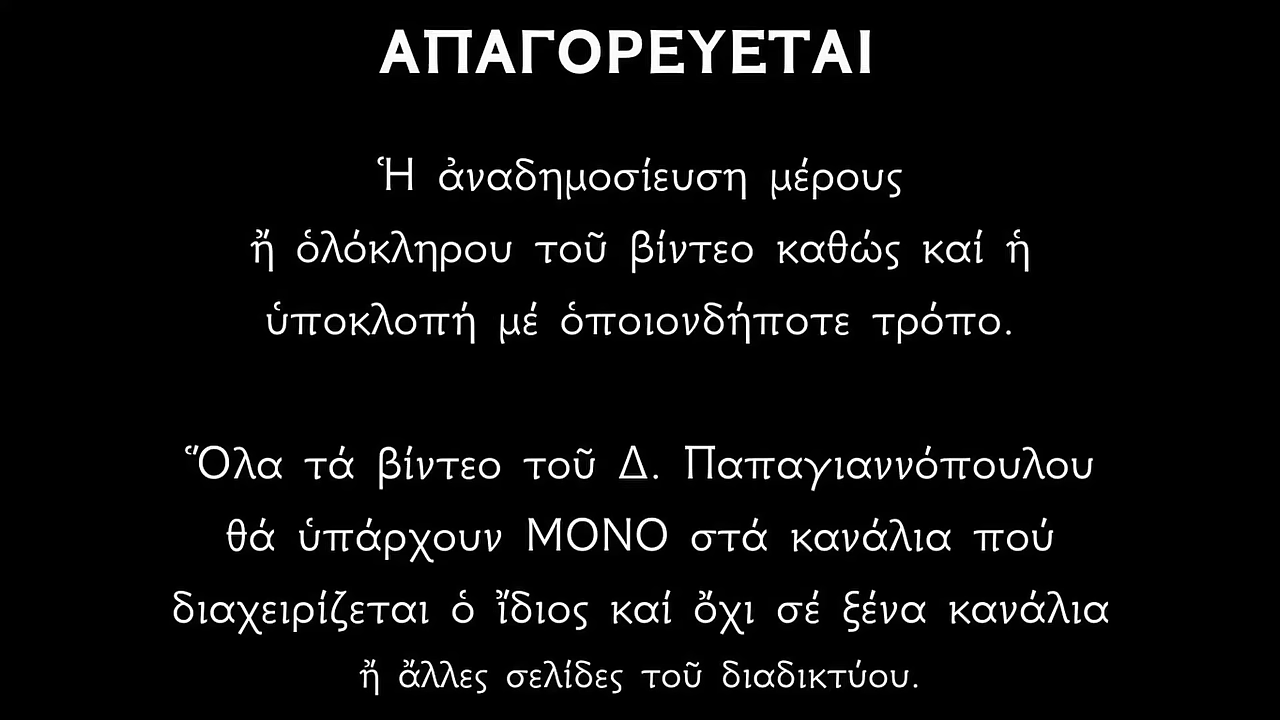 ΑΠΑΓΟΡΕΥΕΤΑΙ
Ἡ ἀναδημοσίευση μέρους
ἤ ὁλόκληρου τοῦ βίντεο καθώς καί ἡ
ὑποκλοπή μέ ὁποιονδήποτε τρόπο.
Ὅλα τά βίντεο τοῦ Δ. Παπαγιαννόπουλου
θά ὑπάρχουν ΜΟΝΟ στά κανάλια πού
διαχειρίζεται ὁ ἴδιος καί ὄχι σέ ξένα κανάλια
ἤ ἄλλες σελίδες τοῦ διαδικτύου.